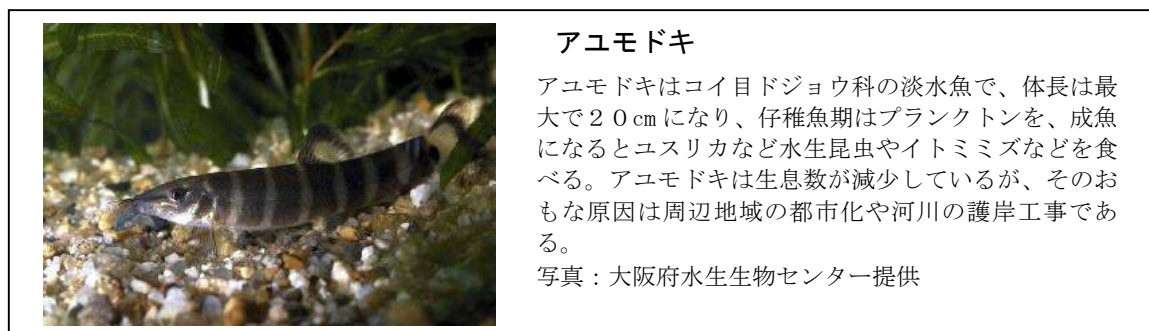 アユモドキ
アユモドキはコイ目ドジョウ科の淡水魚で、体長は最
大で２０㎝になり、仔稚魚期はプランクトンを、成魚
になるとユスリカなど水生昆虫やイトミミズなどを食
べる。アユモドキは生息数が減少しているが、そのお
もな原因は周辺地域の都市化や河川の護岸工事であ
る。
写真：大阪府水生生物センター提供